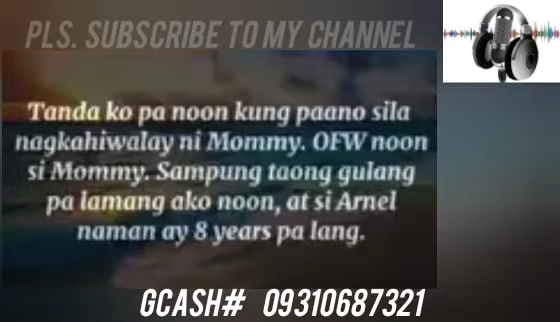 PLS. SUBSCRIBE TO MY CHANNEL
Tanda ko pa noon kung paano sila
nagkahiwalay ni Mommy. OFW noon
si Mommy. Sampung taong gulang
pa lamang ako noon, at si Arnel
naman ay 8 years pa lang.
GCASH# 09310687321